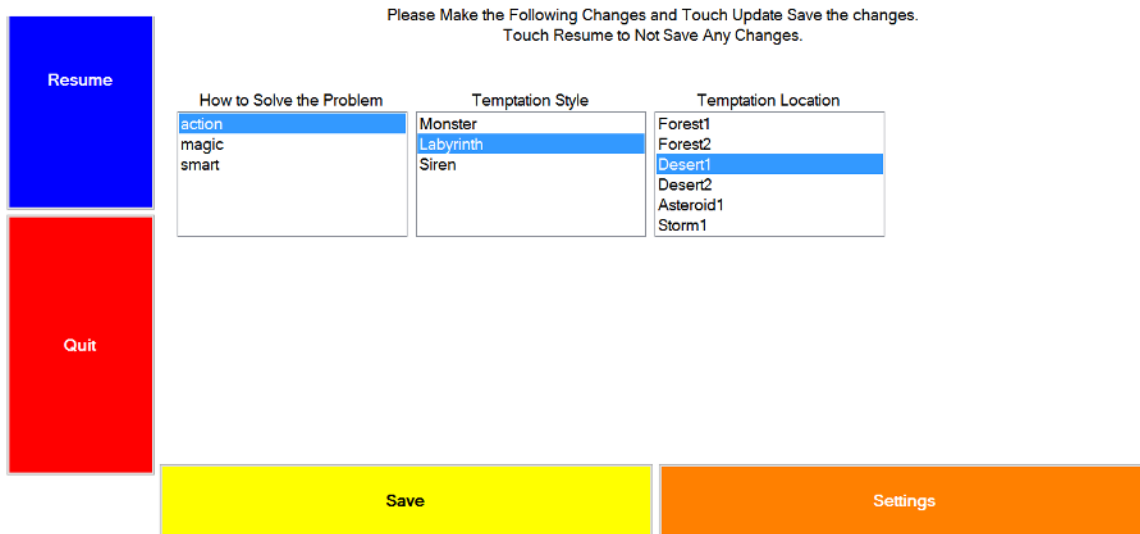 Please Make the Following Changes and Touch Update Save the changes.
Touch Resume to Not Save Any Changes.
Resume
How to Solve the Problem
action
magic
smart
Temptation Style
Monster
Labyrinth
Siren
Temptation Location
Forest1
Forest2
Desert1
Desert2
Asteroid1
Storm1
Quit
Save
Settings